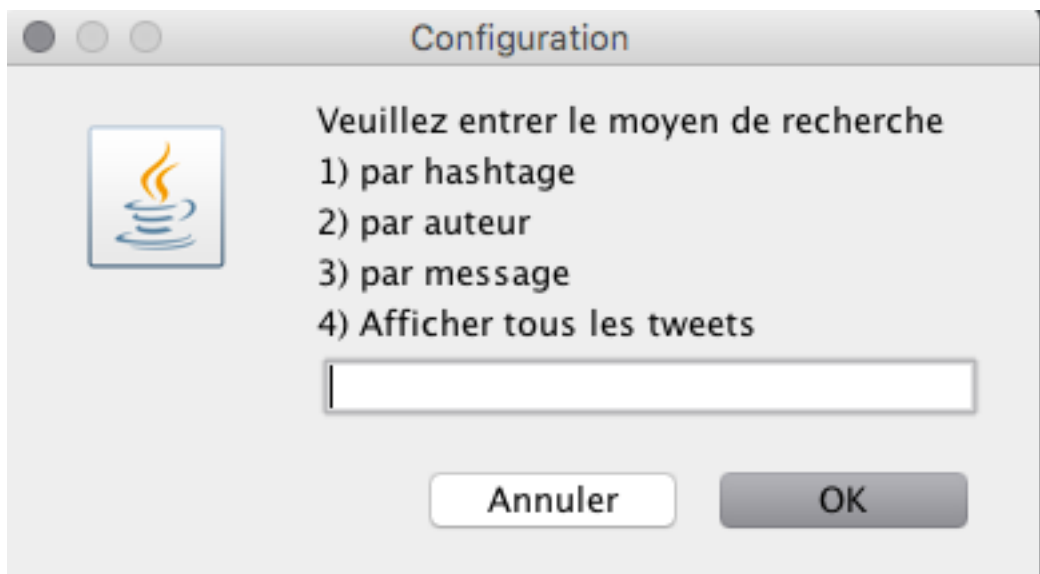 Configuration
Veuillez entrer le moyen de recherche
1) par hashtage
2) par auteur
3) par message
4) Afficher tous les tweets
Annuler
OK